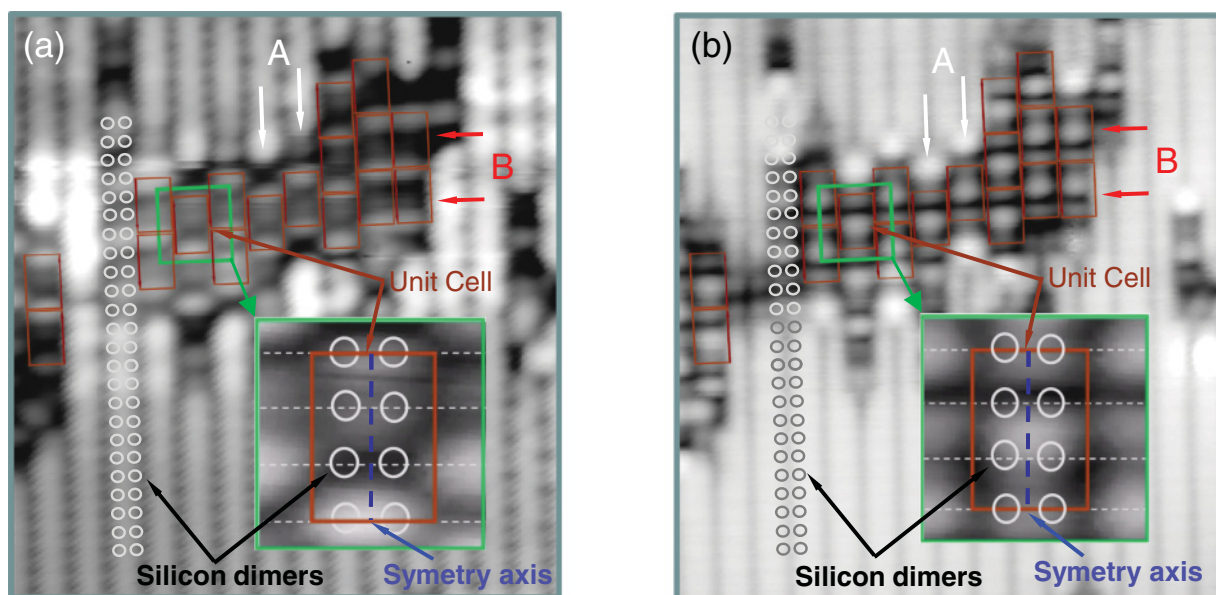 (a)
A
B
Unit Cell
Silicon dimers
Symetry axis
(b)
A
B
Unit Cell
Silicon dimers
Symetry axis